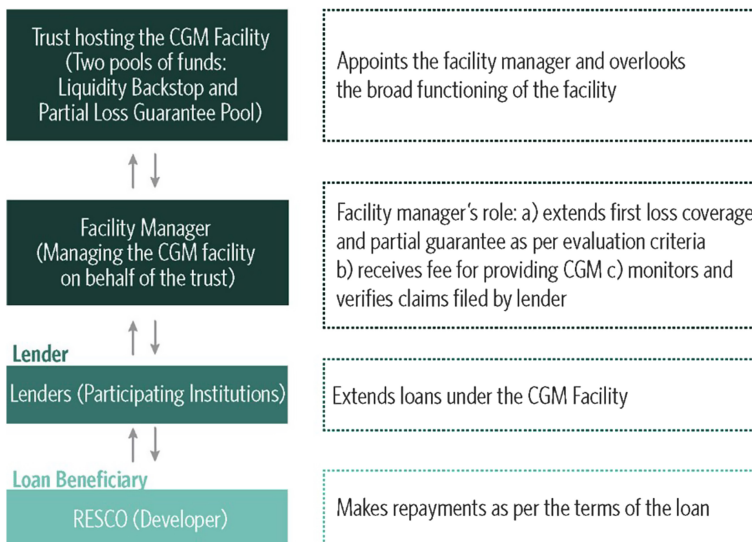 Trust hosting the CGM Facility
(Two pools of funds:
Liquidity Backstop and
Partial Loss Guarantee Pool)
Appoints the facility manager and overlooks
the broad functioning of the facility
Facility Manager
(Managing the CGM facility
on behalf of the trust)
Facility manager‘s role: a) extends first loss coverage
and partial guarantee as per evaluation criteria
b) receives fee for providing CGM c) monitors and
verifies claims filed by lender
Lender
Lenders (Participating Institutions)
Extends loans under the CGM Facility
Loan Beneficiary
RESCO (Developer)
Makes repayments as per the terms of the loan